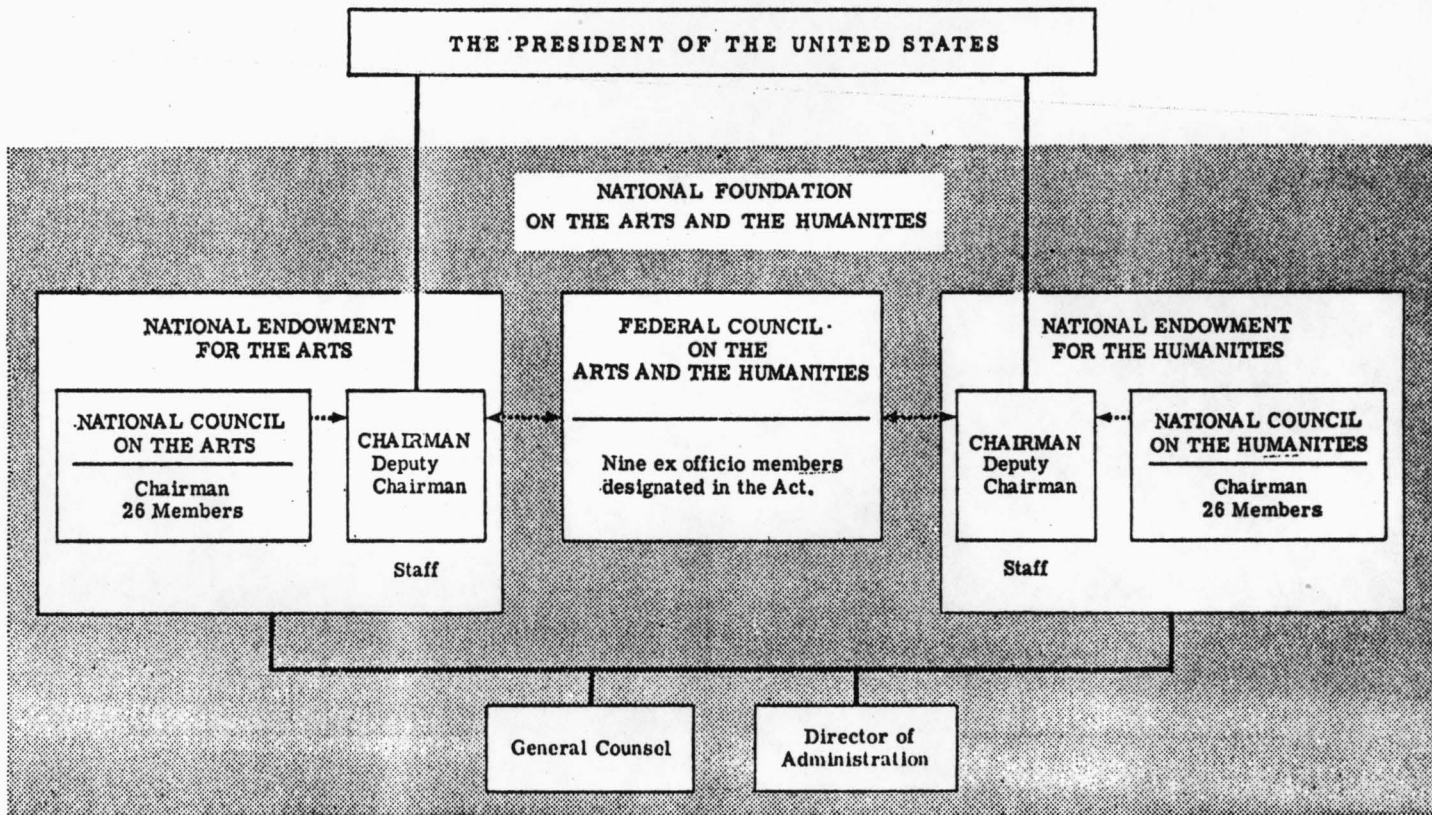 THE PRESIDENT OF THE UNITED STATES
NATIONAL FOUNDATION
ON THE ARTS AND THE HUMANITIES
NATIONAL ENDOWMENT
FOR THE ARTS
NATIONAL COUNCIL
ON THE ARTS
Chairman
26 Members
CHAIRMAN
Deputy
Chairman
Staff
FEDERAL COUNCIL
ON THE
ARTS AND THE HUMANITIES
Nine ex officio members
designated in the Act.
NATIONAL ENDOWMENT
FOR THE HUMANITIES
CHAIRMAN
Deputy
Chairman
Staff
NATIONAL COUNCIL
ON THE HUMANITIES
Chairman
26 Members
General Counsel
Director of
Administration